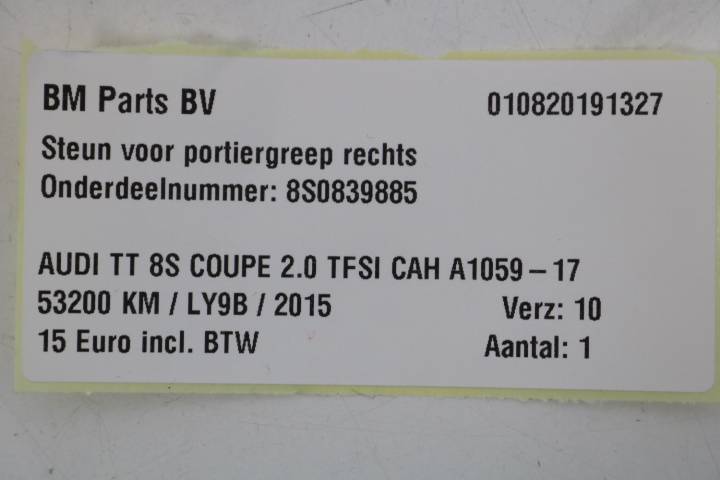 BM Parts BV 010820191327
Steun voor portiergreep rechts
Onderdeelnummer: 8S0839885
AUDI TT 8S COUPE 2.0 TFSI CAH A1059-17
53200 KM / LY9B / 2015 Verz: 10
15 Euro incl. BTW Aantal: 1